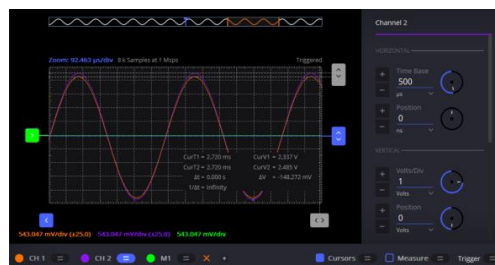 Channel 2
HORIZONTAL
Zoom: 92.463 µs/div 0 k Samples at 1 Msps Triggered
Time Base
500
µs
Position
0
ns
VERTICAL
CurT1 = 2.720 ms CurV1 = 2.337 V
CurT2 = 2.720 ms CurV2 = 2.485 V
Δt = 0.000 s ΔV = -148.272 mV
1/Δt = Infinity
Volts/Div
1
Volts
Position
0
Volts
543.047 mV/div (±25.0) 543.047 mV/div (±25.0) 543.047 mV/div
CH 1 CH 2 M1 Cursors Measure Trigger